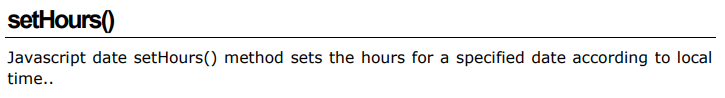 setHours()
Javascript date setHours() method sets the hours for a specified date according to local
time..